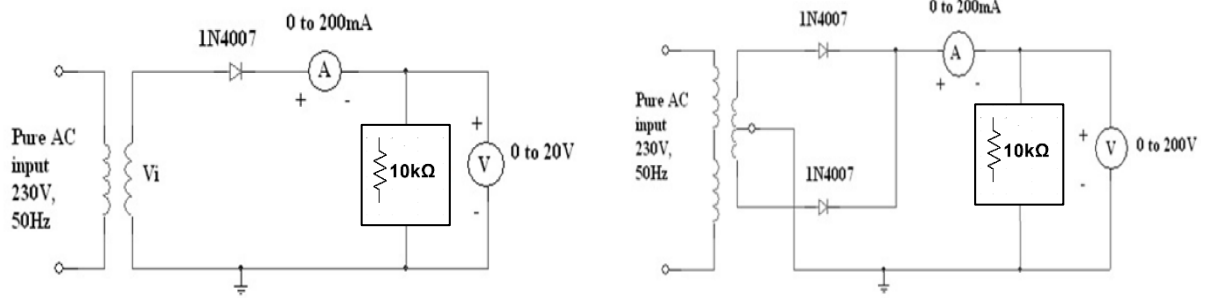 0 to 200mA
1N4007
A
+ -
Pure AC
input
230V,
50Hz
Vi
10kΩ
+
V
-
0 to 20V
0 to 200mA
1N4007
A
+ -
Pure AC
input
230V,
50Hz
1N4007
10kΩ
+
V
-
0 to 200V